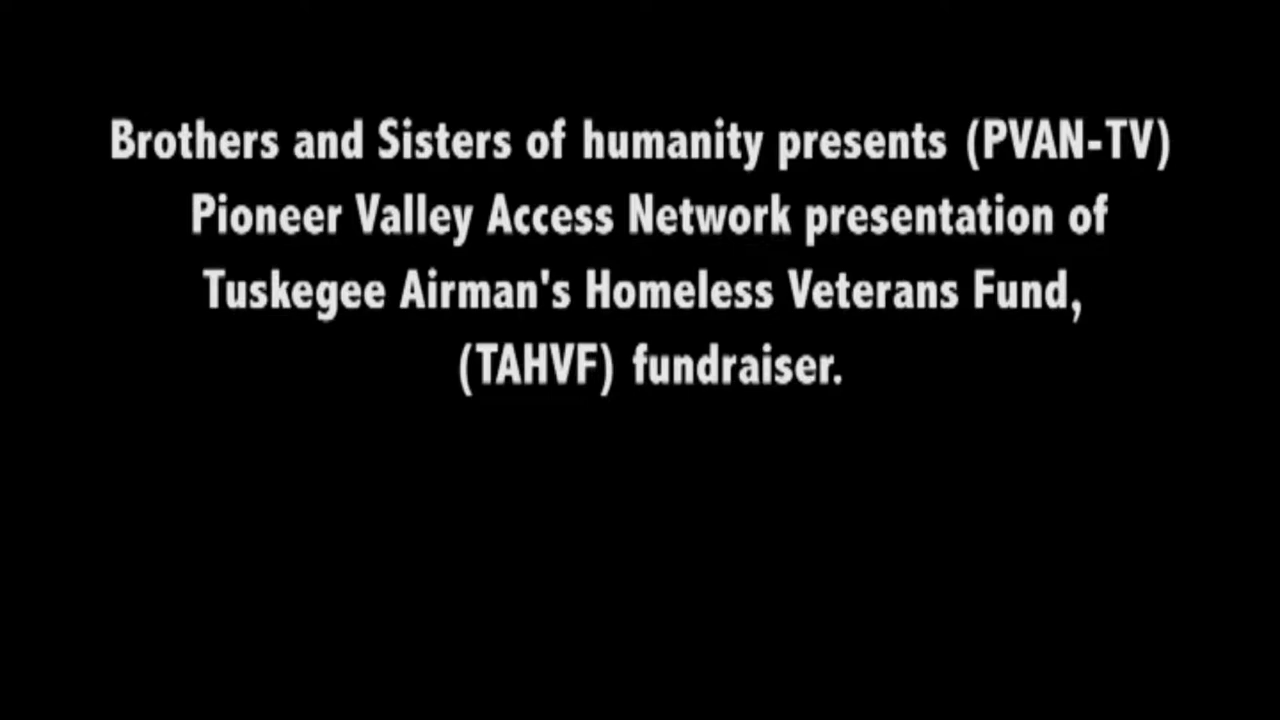 Brothers and Sisters of humanity presents (PVAN-TV)
Pioneer Valley Access Network presentation of
Tuskegee Airman's Homeless Veterans Fund,
(TAHVF) fundraiser.